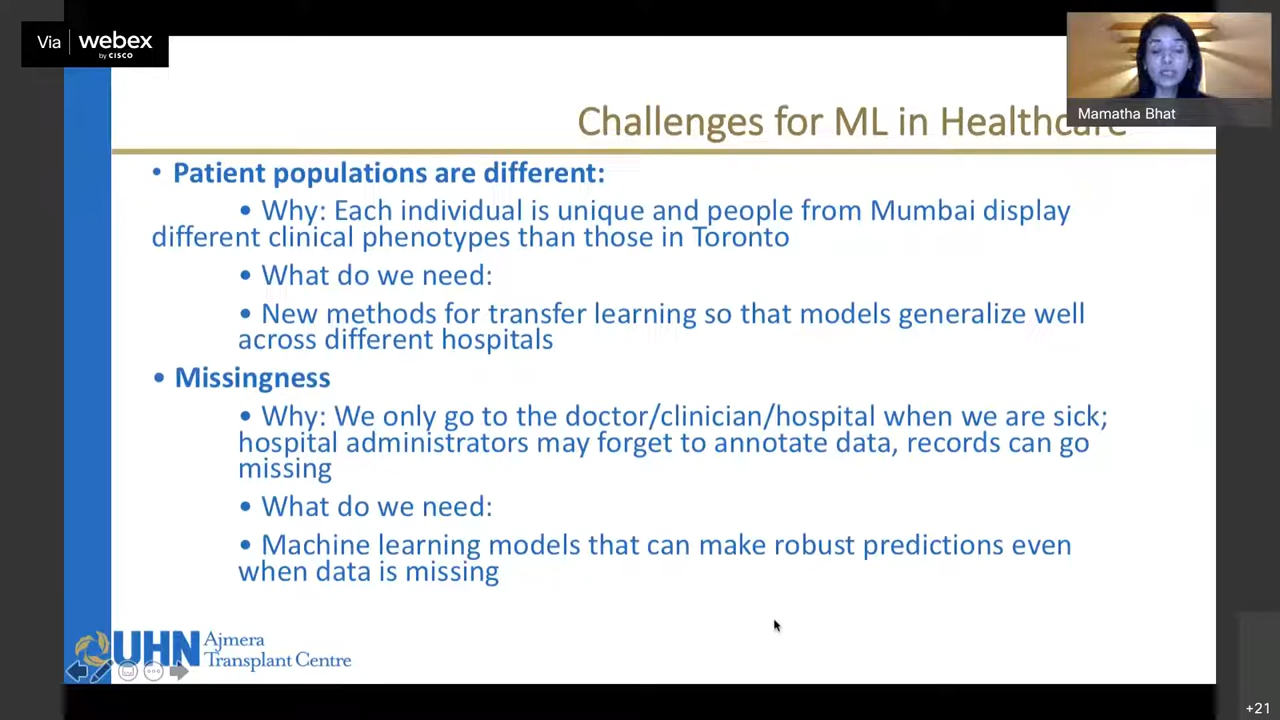 Via webex
by CISCO
Mamatha Bhat
Challenges for ML in Healthcare
• Patient populations are different:
• Why: Each individual is unique and people from Mumbai display
different clinical phenotypes than those in Toronto
• What do we need:
• New methods for transfer learning so that models generalize well
across different hospitals
• Missingness
• Why: We only go to the doctor/clinician/hospital when we are sick;
hospital administrators may forget to annotate data, records can go
missing
• What do we need:
• Machine learning models that can make robust predictions even
when data is missing
UHN Ajmera
Transplant Centre
+21